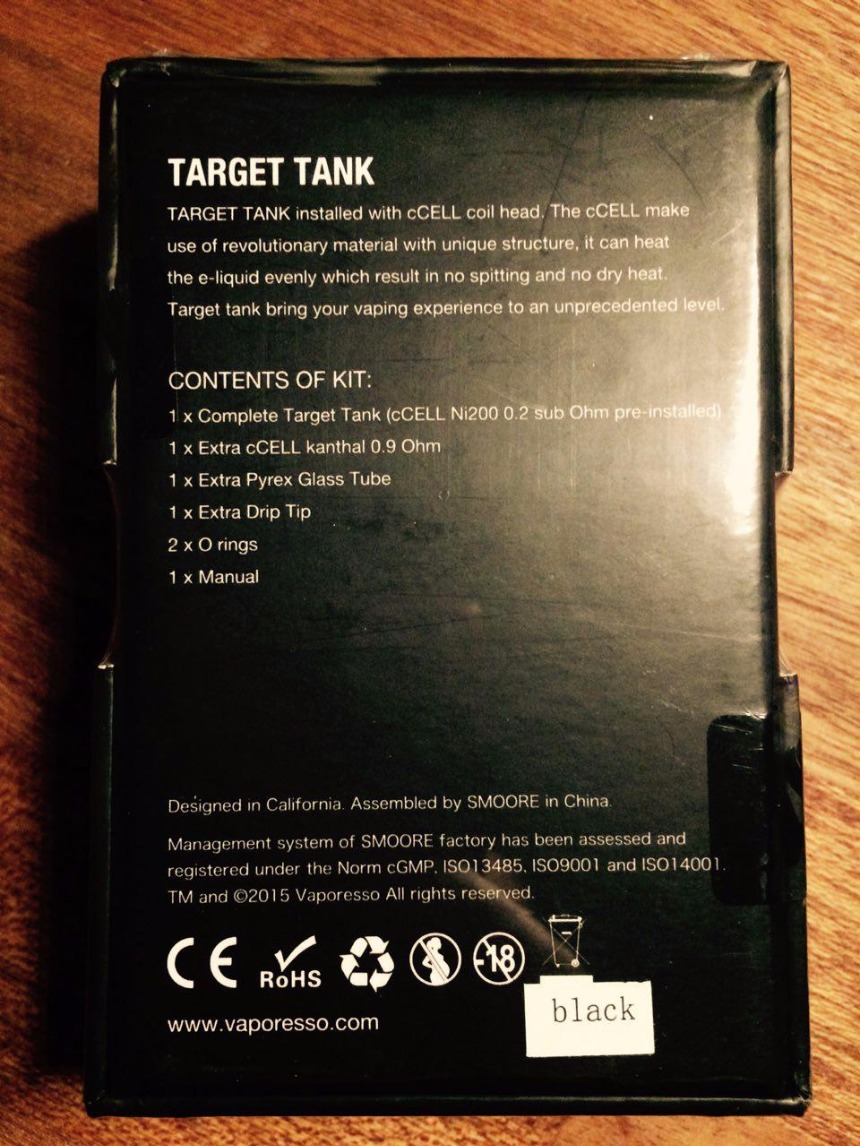 TARGET TANK
TARGET TANK installed with cCELL coil head. The cCELL make
use of revolutionary material with unique structure, it can heat
the e-liquid evenly which result in no spitting and no dry heat.
Target tank bring your vaping experience to an unprecedented level.
CONTENTS OF KIT:
1 x Complete Target Tank (cCELL Ni200 0.2 sub Ohm pre-installed)
1 x Extra cCELL kanthal 0.9 Ohm
1 x Extra Pyrex Glass Tube
1 x Extra Drip Tip
2 x O rings
1 x Manual
Designed in California. Assembled by SMOORE in China.
Management system of SMOORE factory has been assessed and
registered under the Norm cGMP, ISO13485, ISO9001 and ISO14001.
TM and ©2015 Vaporesso All rights reserved.
CE RoHS -18
black
www.vaporesso.com